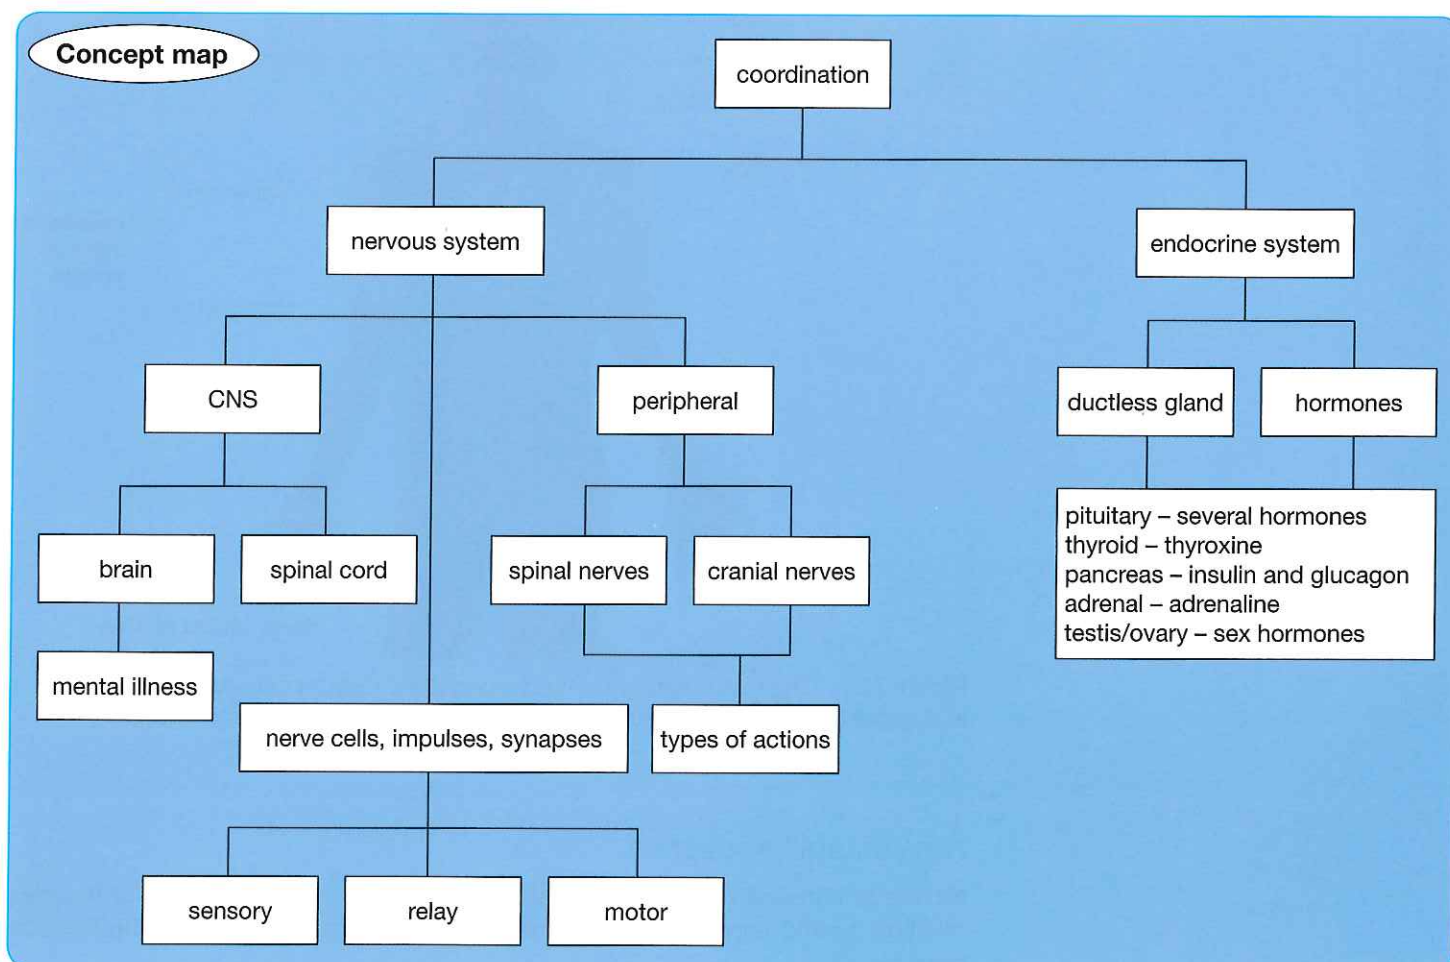 Concept map
coordination
nervous system
endocrine system
CNS
peripheral
ductless gland
hormones
brain
spinal cord
spinal nerves
cranial nerves
pituitary – several hormones
thyroid – thyroxine
pancreas – insulin and glucagon
adrenal – adrenaline
testis/ovary – sex hormones
mental illness
nerve cells, impulses, synapses
types of actions
sensory
relay
motor